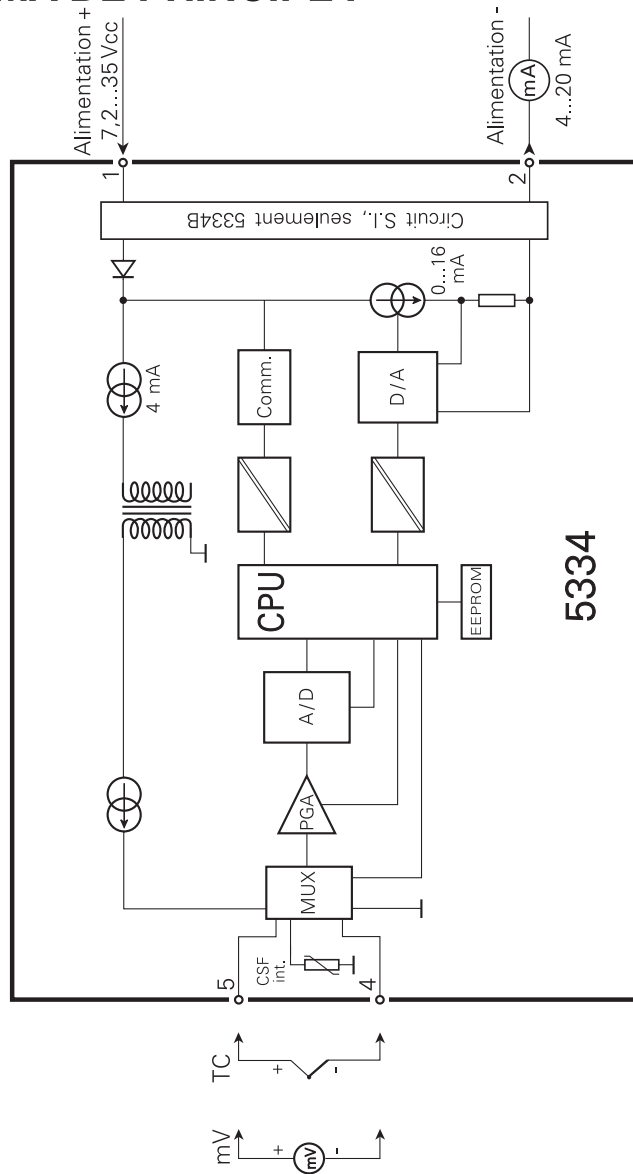 Alimentation +
7,2...35 Vcc
Alimentation -
mA
4...20 mA
1
2
Circuit S.I., seulement 5334B
4 mA
0...16
mA
Comm.
D/A
CPU
EEPROM
5334
A/D
PGA
MUX
CSF
int.
5
4
TC
+
-
mV
+
-
mV